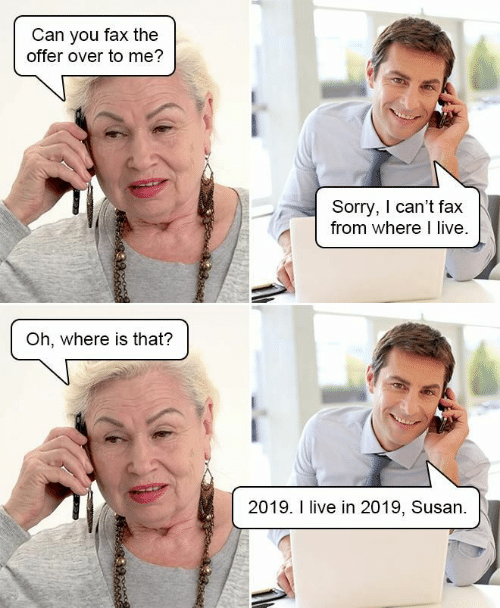 Can you fax the
offer over to me?
Sorry, I can't fax
from where I live.
Oh, where is that?
2019. I live in 2019, Susan.